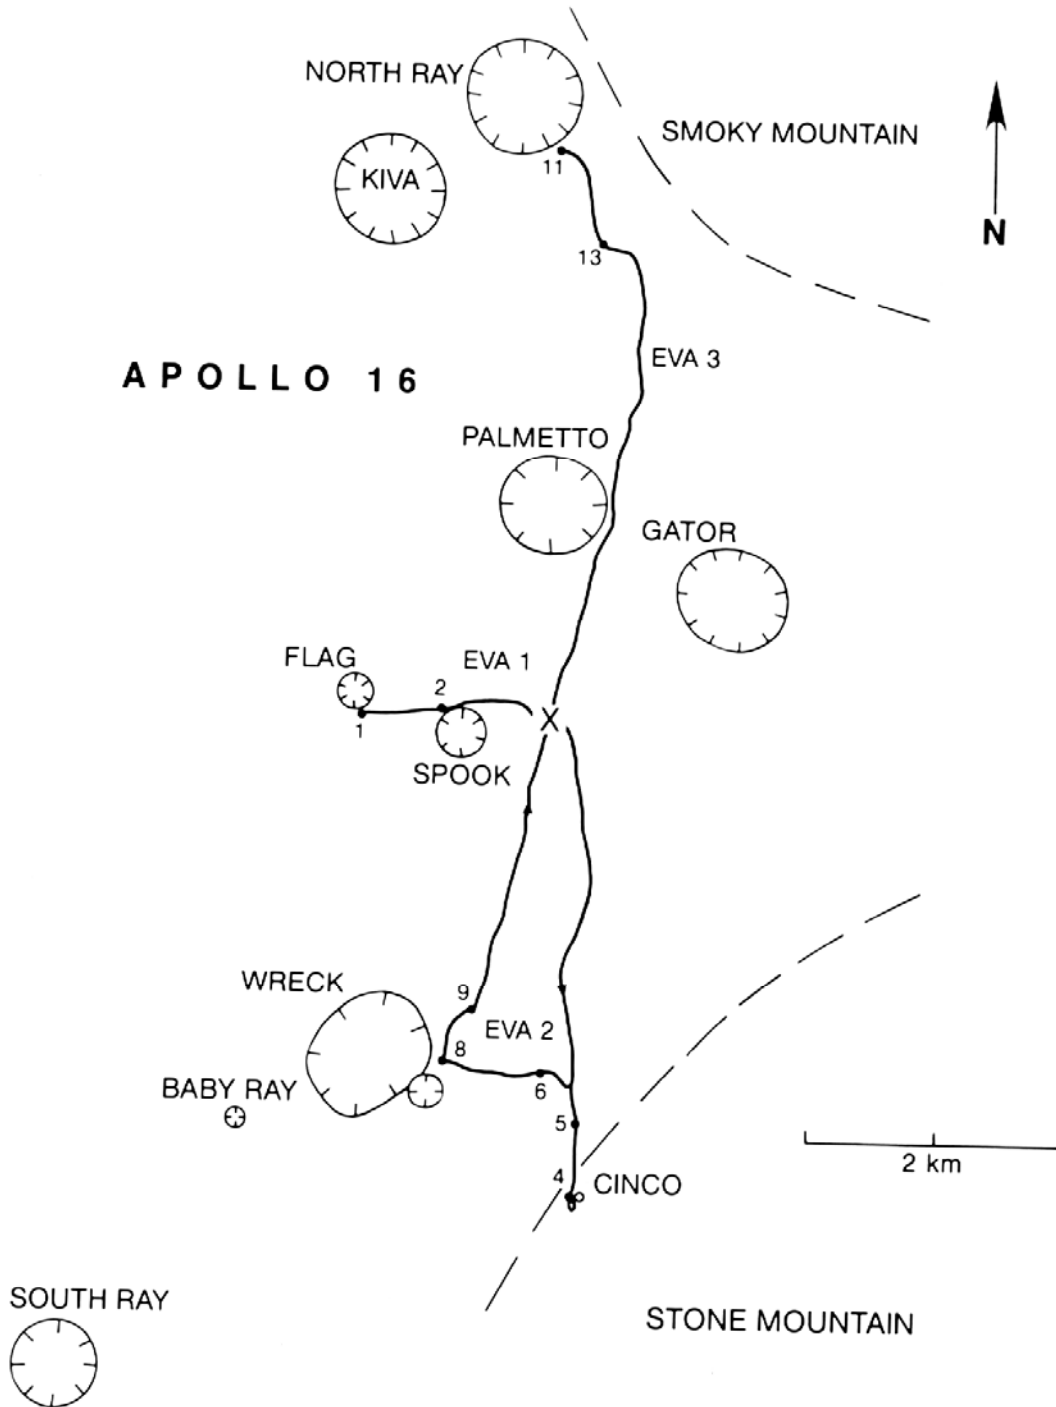 NORTH RAY
SMOKY MOUNTAIN
11
KIVA
N
13
EVA 3
APOLLO 16
PALMETTO
GATOR
FLAG
EVA 1
2
1
X
SPOOK
WRECK
9
EVA 2
8
BABY RAY
6
5
2 km
4
CINCO
SOUTH RAY
STONE MOUNTAIN